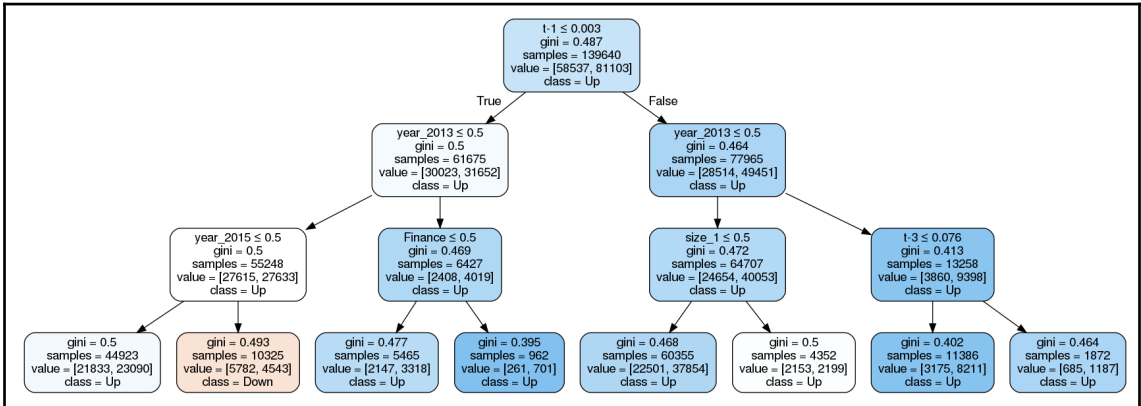 t-1 ≤ 0.003
gini = 0.487
samples = 139640
value = [58537, 81103]
class = Up
True
False
year_2013 ≤ 0.5
gini = 0.5
samples = 61675
value = [30023, 31652]
class = Up
year_2013 ≤ 0.5
gini = 0.464
samples = 77965
value = [28514, 49451]
class = Up
year_2015 ≤ 0.5
gini = 0.5
samples = 55248
value = [27615, 27633]
class = Up
Finance ≤ 0.5
gini = 0.469
samples = 6427
value = [2408, 4019]
class = Up
size_1 ≤ 0.5
gini = 0.472
samples = 64707
value = [24654, 40053]
class = Up
t-3 ≤ 0.076
gini = 0.413
samples = 13258
value = [3860, 9398]
class = Up
gini = 0.5
samples = 44923
value = [21833, 23090]
class = Up
gini = 0.493
samples = 10325
value = [5782, 4543]
class = Down
gini = 0.477
samples = 5465
value = [2147, 3318]
class = Up
gini = 0.395
samples = 962
value = [261, 701]
class = Up
gini = 0.468
samples = 60355
value = [22501, 37854]
class = Up
gini = 0.5
samples = 4352
value = [2153, 2199]
class = Up
gini = 0.402
samples = 11386
value = [3175, 8211]
class = Up
gini = 0.464
samples = 1872
value = [685, 1187]
class = Up